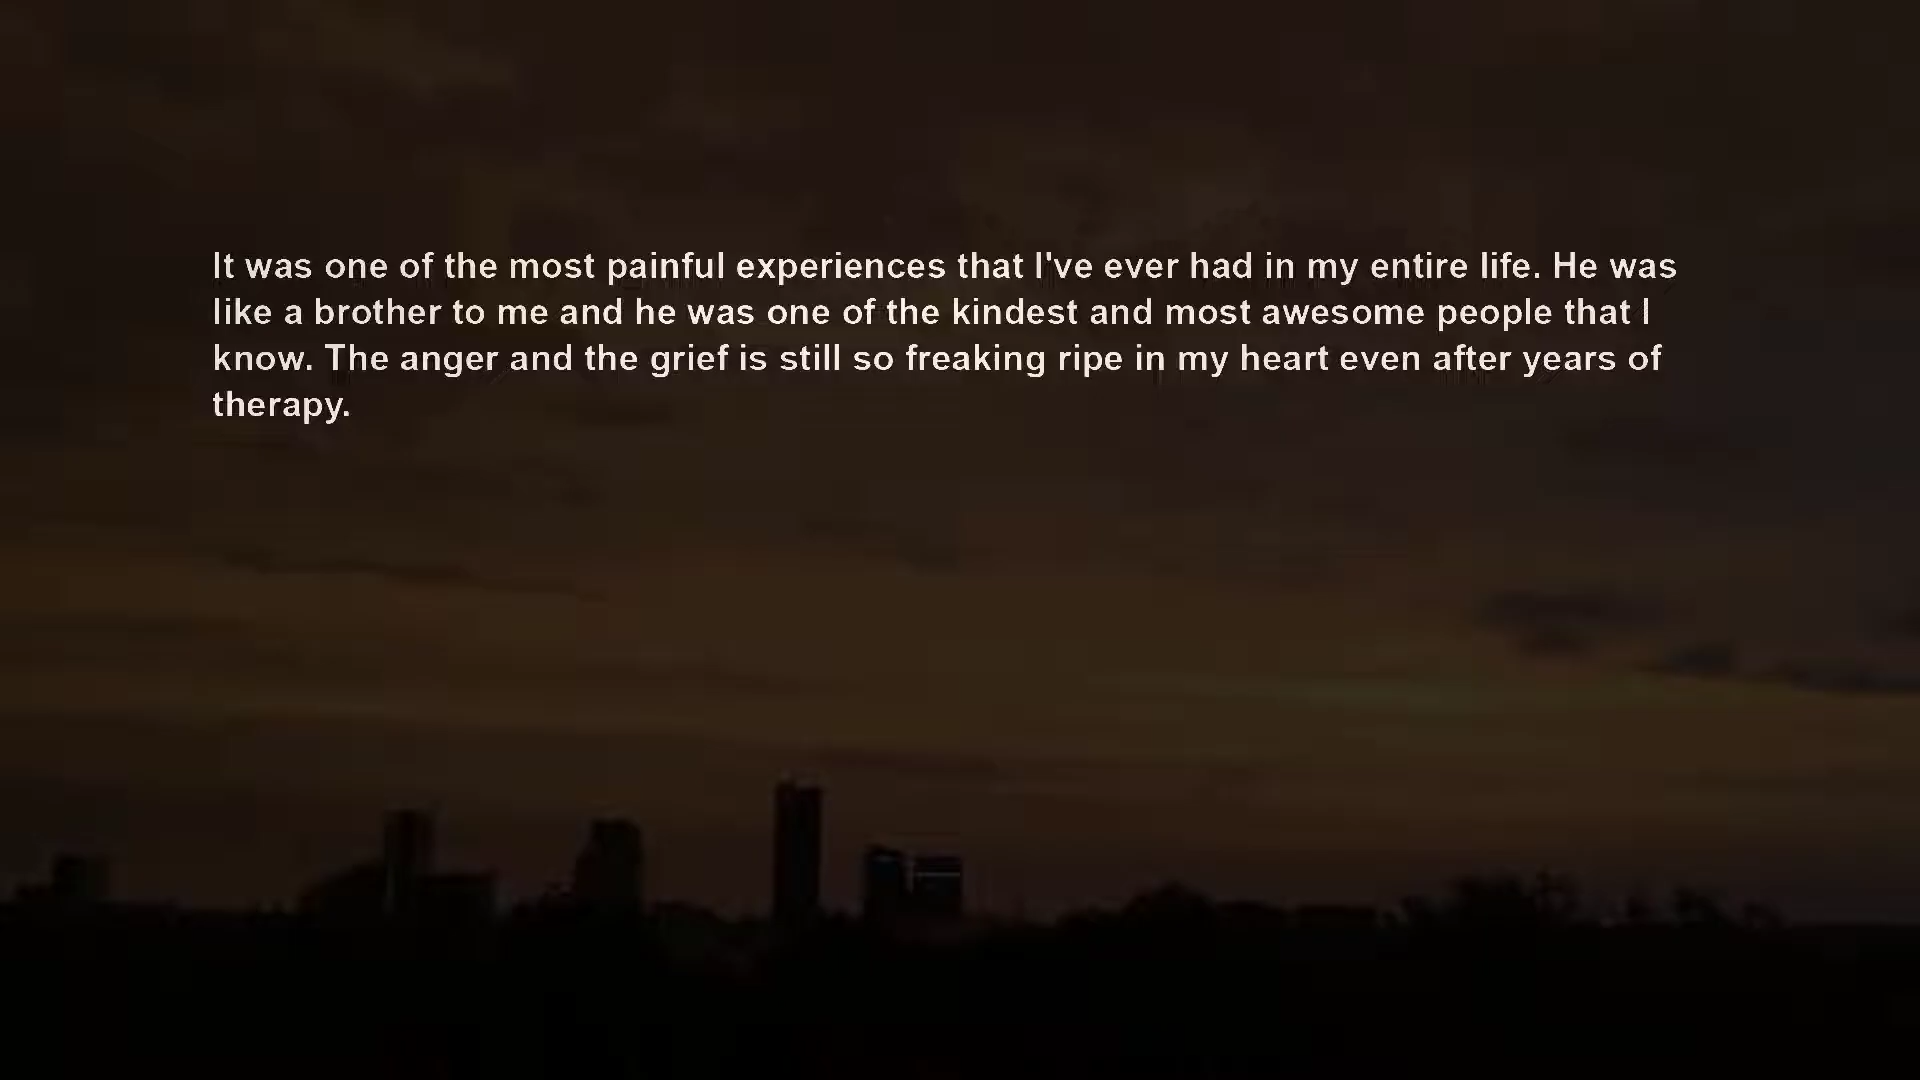 It was one of the most painful experiences that I've ever had in my entire life. He was
like a brother to me and he was one of the kindest and most awesome people that I
know. The anger and the grief is still so freaking ripe in my heart even after years of
therapy.